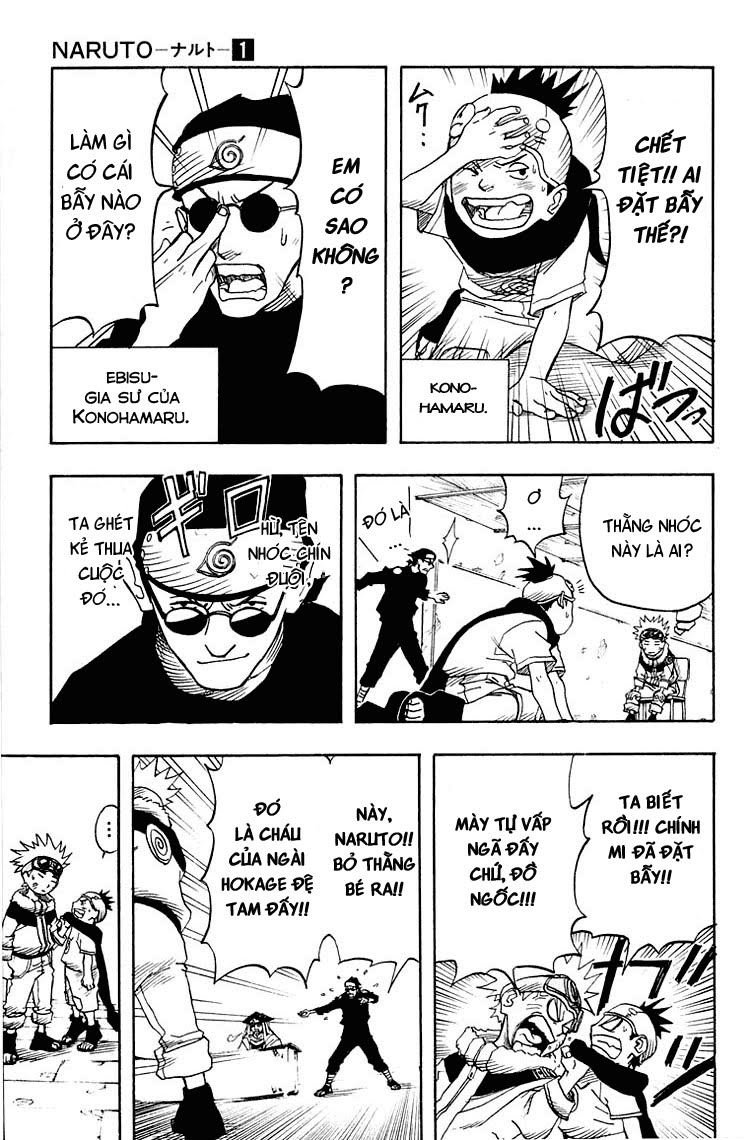 NARUTO—ナルト—1
CHẾT
TIỆT!! AI
ĐẶT BẪY
THẾ?!
KONO-
HAMARU.
ばっ
EM
CÓ
SAO
KHÔNG
?
LÀM GÌ
CÓ CÁI
BẪY NÀO
Ở ĐÂY?
EBISU-
GIA SƯ CỦA
KONOHAMARU.
THẰNG NHÓC
NÀY LÀ AI?
Ơ
...
ĐÓ LÀ
...
ギロ
HỪ, TÊN
NHÓC CHÍN
ĐUÔI,
TA GHÉT
KẺ THUA
CUỘC
ĐÓ...
TA BIẾT
RỒI!!! CHÍNH
MI ĐÃ ĐẶT
BẪY!!
MÀY TỰ VẤP
NGÃ ĐẤY
CHỨ, ĐỒ
NGỐC!!!
NÀY,
NARUTO!!
BỎ THẰNG
BÉ RA!!
ĐÓ
LÀ CHÁU
CỦA NGÀI
HOKAGE ĐỆ
TAM ĐẤY!!
...